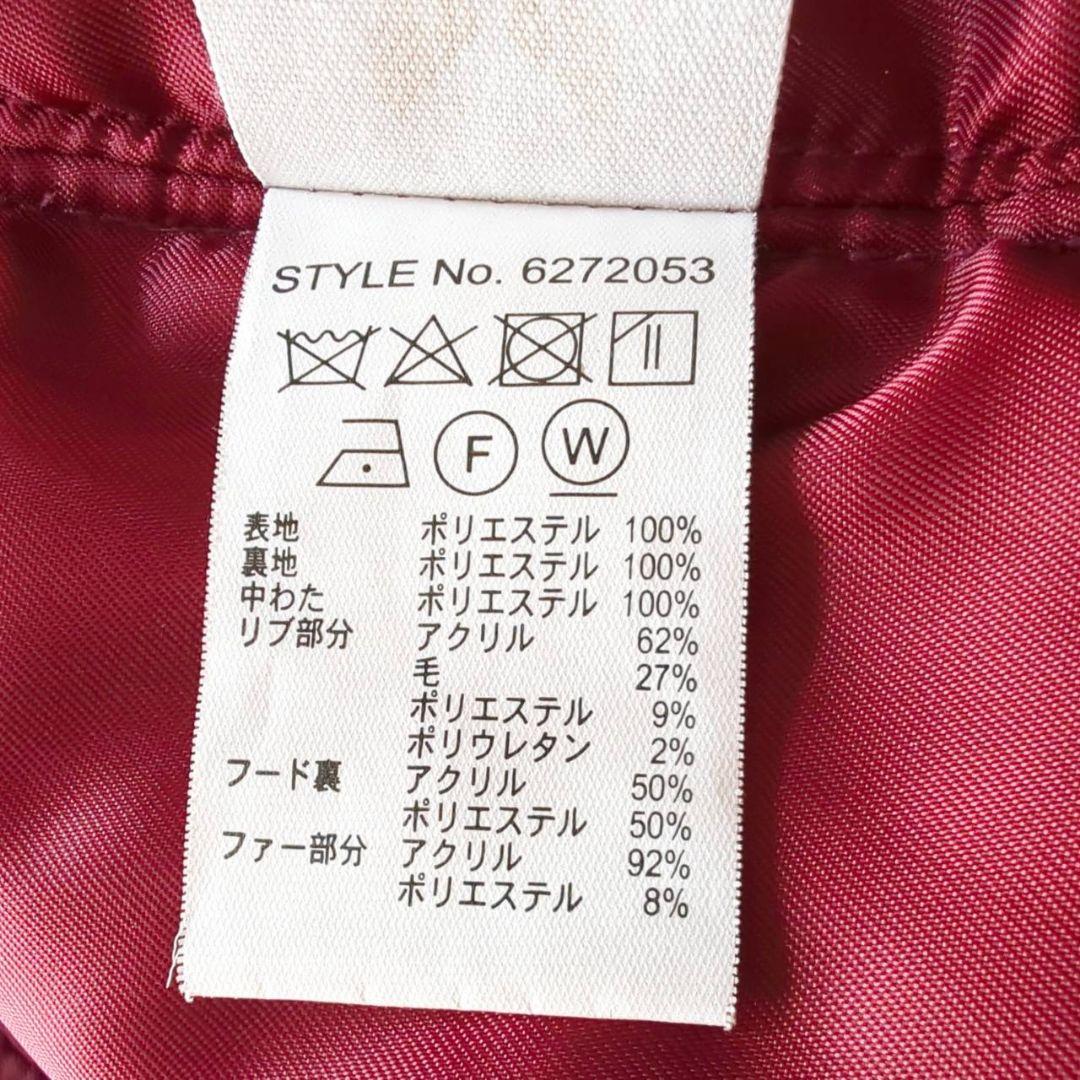 STYLE No. 6272053
F W
表地 ポリエステル 100%
裏地 ポリエステル 100%
中わた ポリエステル 100%
リブ部分 アクリル 62%
毛 27%
ポリエステル 9%
ポリウレタン 2%
フード裏 アクリル 50%
ポリエステル 50%
ファー部分 アクリル 92%
ポリエステル 8%